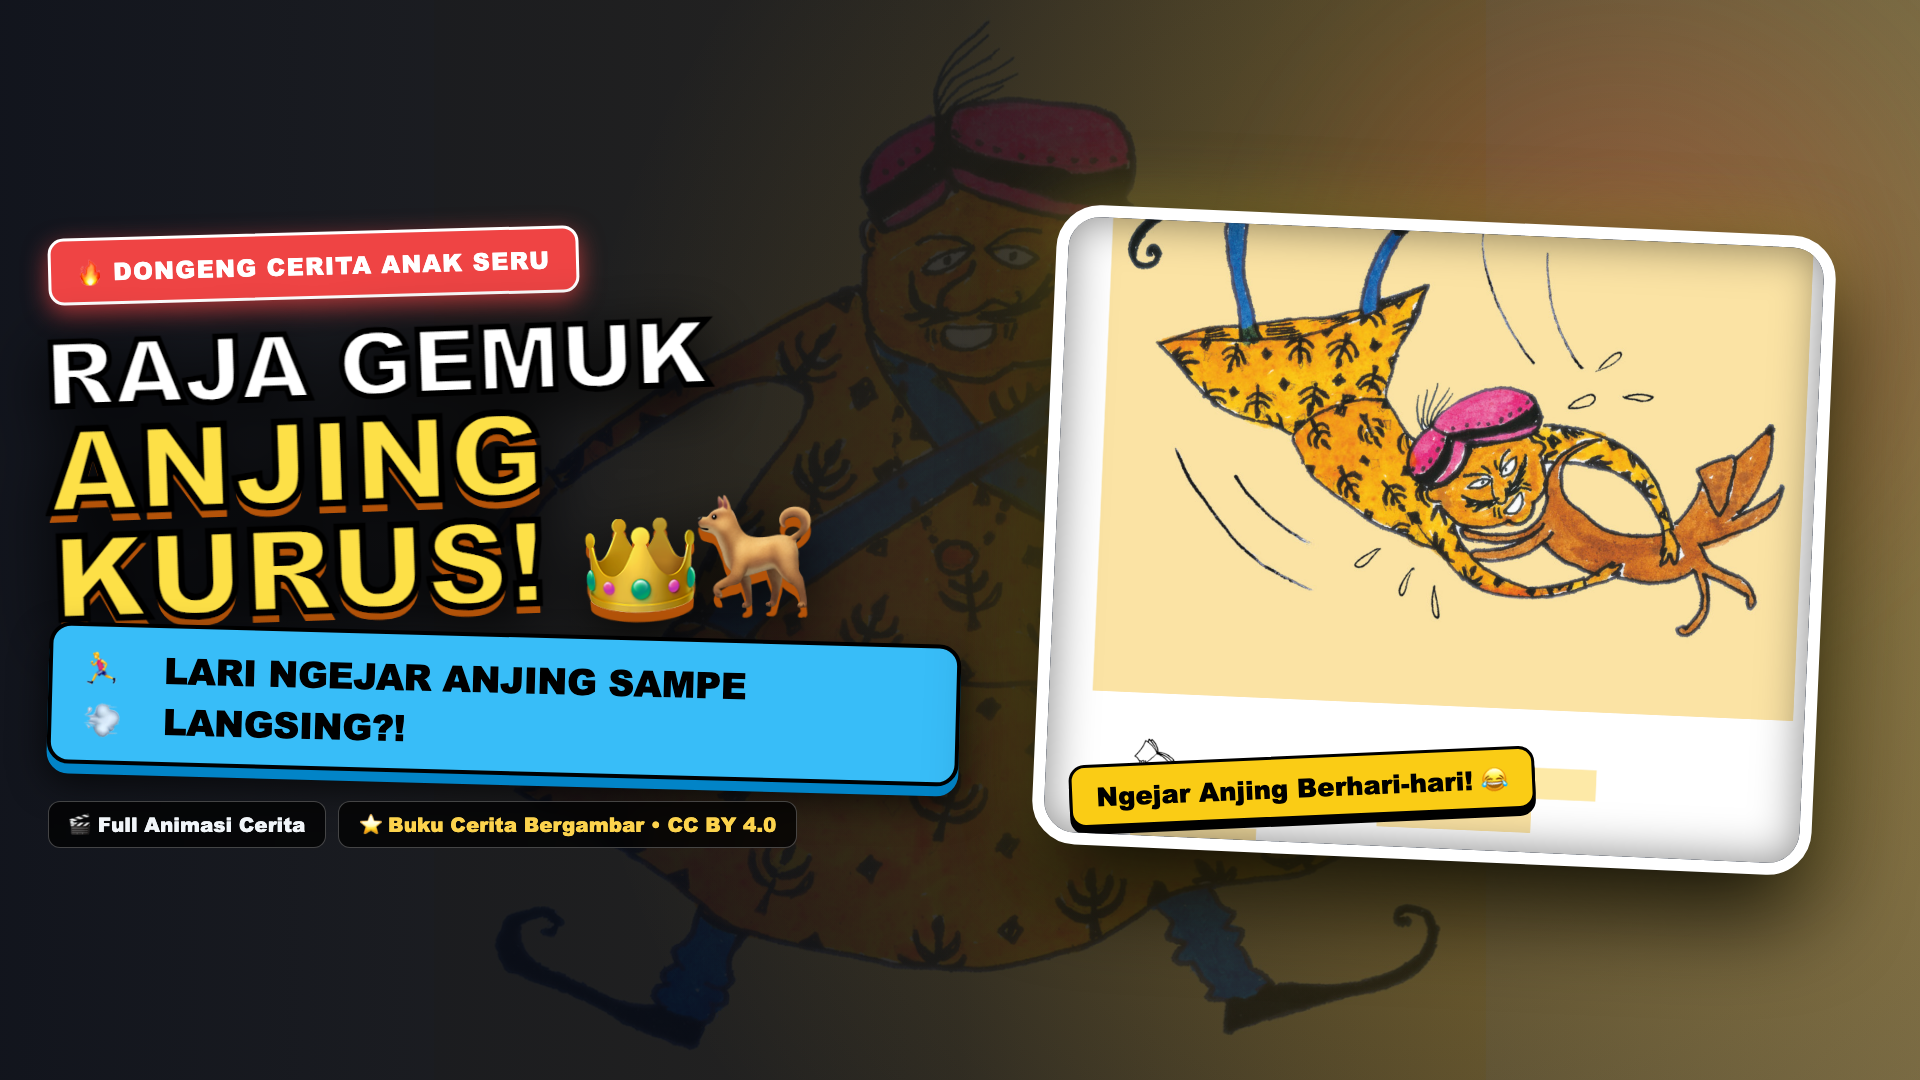 🔥 DONGENG CERITA ANAK SERU
RAJA GEMUK
ANJING
KURUS! 👑🐕
🏃 LARI NGEJAR ANJING SAMPE
💨 LANGSING?!
🎬 Full Animasi Cerita
⭐ Buku Cerita Bergambar • CC BY 4.0
Ngejar Anjing Berhari-hari! 😂